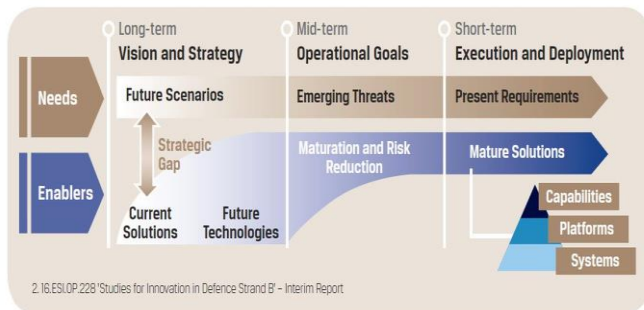 Long-term
Vision and Strategy
Mid-term
Operational Goals
Short-term
Execution and Deployment
Needs
Future Scenarios
Emerging Threats
Present Requirements
Strategic
Gap
Enablers
Maturation and Risk
Reduction
Mature Solutions
Current
Solutions
Future
Technologies
Capabilities
Platforms
Systems
2. 16.ESI.OP.228 'Studies for Innovation in Defence Strand B' – Interim Report